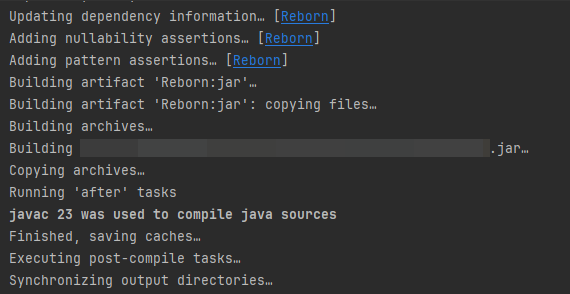 Updating dependency information… [Reborn]
Adding nullability assertions… [Reborn]
Adding pattern assertions… [Reborn]
Building artifact 'Reborn:jar'…
Building artifact 'Reborn:jar': copying files…
Building archives…
Building .jar…
Copying archives…
Running 'after' tasks
javac 23 was used to compile java sources
Finished, saving caches…
Executing post-compile tasks…
Synchronizing output directories…